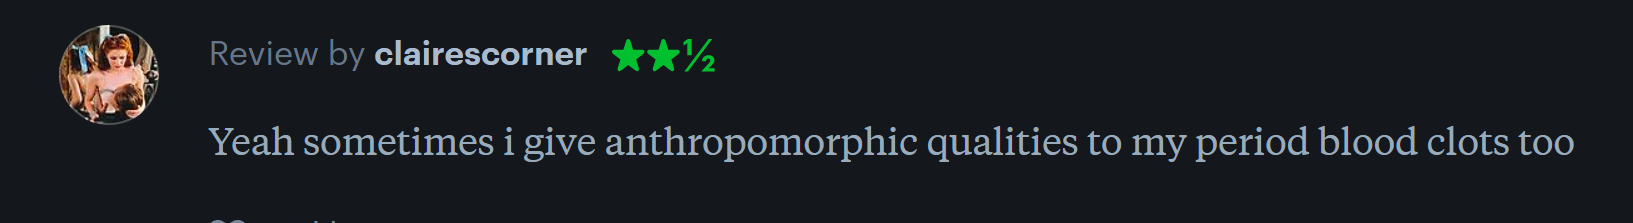 Review by clairescorner ★★½
Yeah sometimes i give anthropomorphic qualities to my period blood clots too